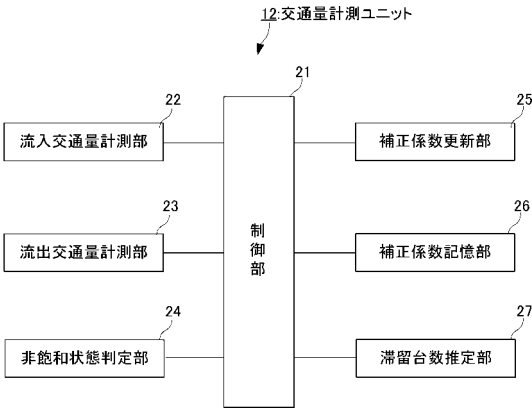 12:交通量計測ユニット
21
22
流入交通量計測部
25
補正係数更新部
23
流出交通量計測部
制御部
26
補正係数記憶部
24
非飽和状態判定部
27
滞留台数推定部